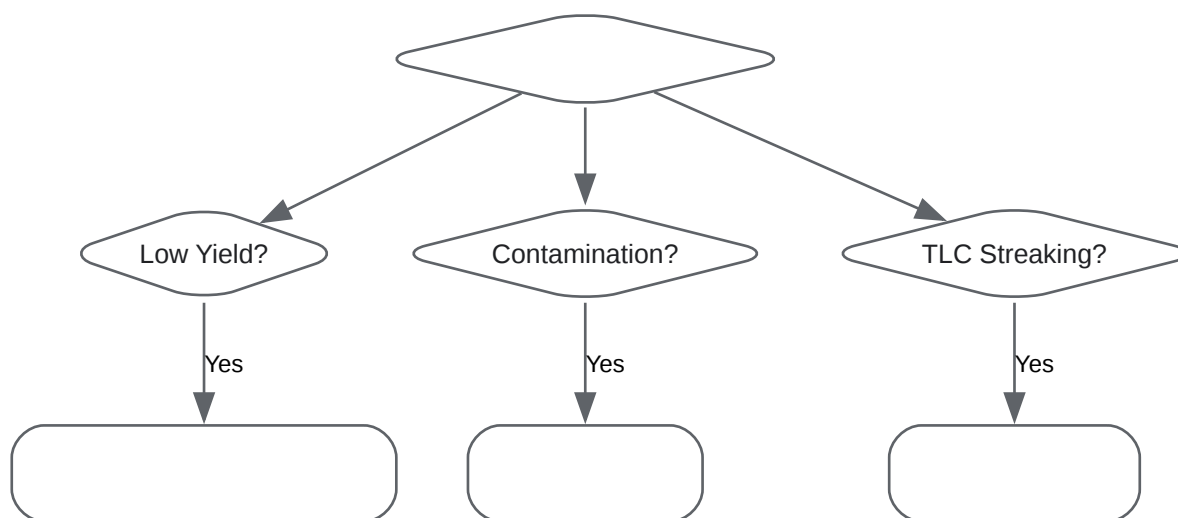 Low Yield?
Contamination?
TLC Streaking?
Yes
Yes
Yes